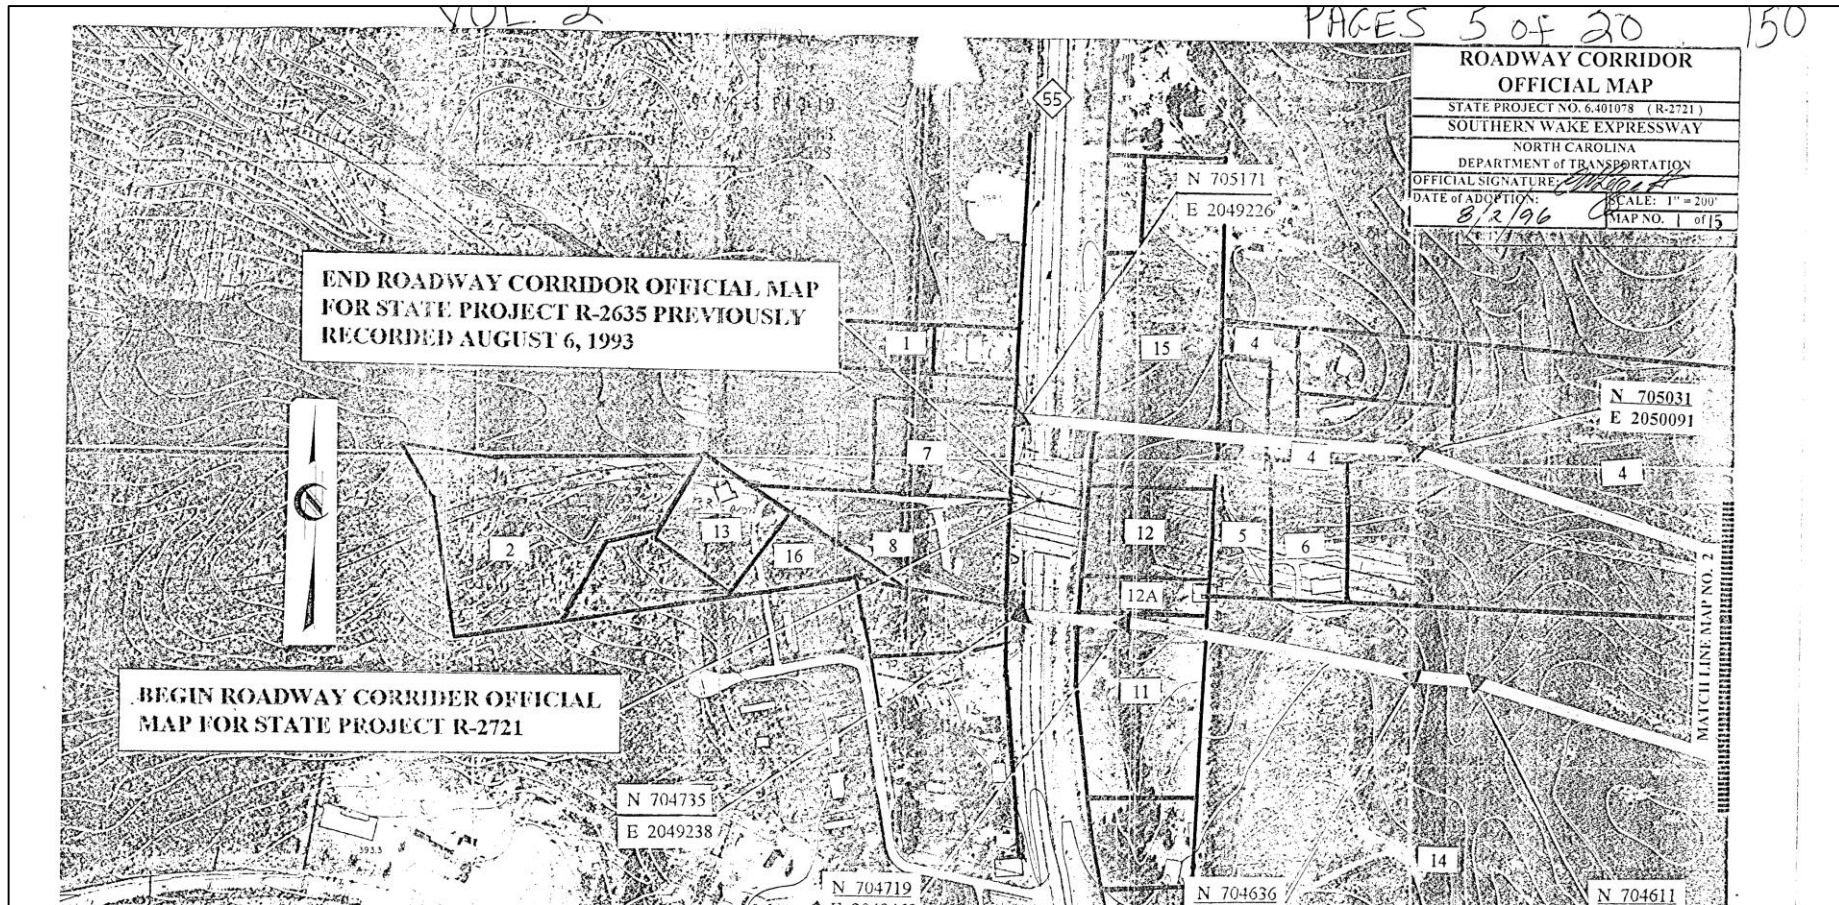 VOL. 2
PAGES 5 of 20
150
ROADWAY CORRIDOR
OFFICIAL MAP
STATE PROJECT NO. 6.401078 ( R-2721 )
SOUTHERN WAKE EXPRESSWAY
NORTH CAROLINA
DEPARTMENT of TRANSPORTATION
OFFICIAL SIGNATURE:
DATE of ADOPTION:
8/2/96
SCALE: 1" = 200'
MAP NO. 1 of 15
55
N 705171
E 2049226
END ROADWAY CORRIDOR OFFICIAL MAP
FOR STATE PROJECT R-2635 PREVIOUSLY
RECORDED AUGUST 6, 1993
1
15
4
N 705031
E 2050091
7
4
4
2
13
16
8
12
5
6
12A
MATCH LINE MAP NO. 2
BEGIN ROADWAY CORRIDER OFFICIAL
MAP FOR STATE PROJECT R-2721
11
N 704735
E 2049238
393.3
14
N 704719
N 704636
N 704611